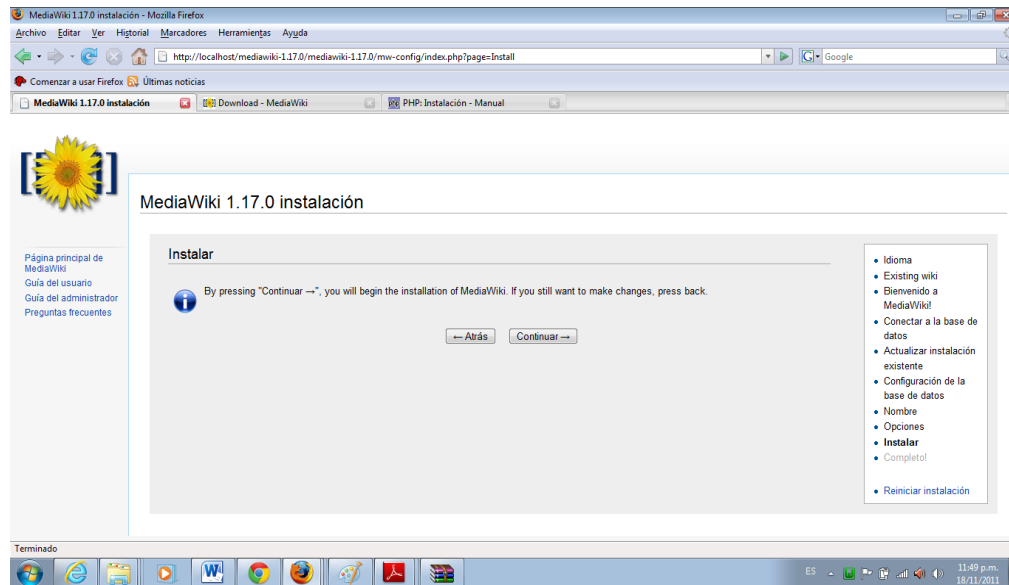 MediaWiki 1.17.0 instalación - Mozilla Firefox
Archivo Editar Ver Historial Marcadores Herramientas Ayuda
http://localhost/mediawiki-1.17.0/mediawiki-1.17.0/mw-config/index.php?page=Install
Google
Comenzar a usar Firefox Últimas noticias
MediaWiki 1.17.0 instalación
Download - MediaWiki
PHP: Instalación - Manual
MediaWiki 1.17.0 instalación
Página principal de
MediaWiki
Guía del usuario
Guía del administrador
Preguntas frecuentes
Instalar
By pressing "Continuar →", you will begin the installation of MediaWiki. If you still want to make changes, press back.
← Atrás Continuar →
Idioma
Existing wiki
Bienvenido a
MediaWiki!
Conectar a la base de
datos
Actualizar instalación
existente
Configuración de la
base de datos
Nombre
Opciones
Instalar
Completo!
Reiniciar instalación
Terminado
ES
11:49 p.m.
18/11/2011